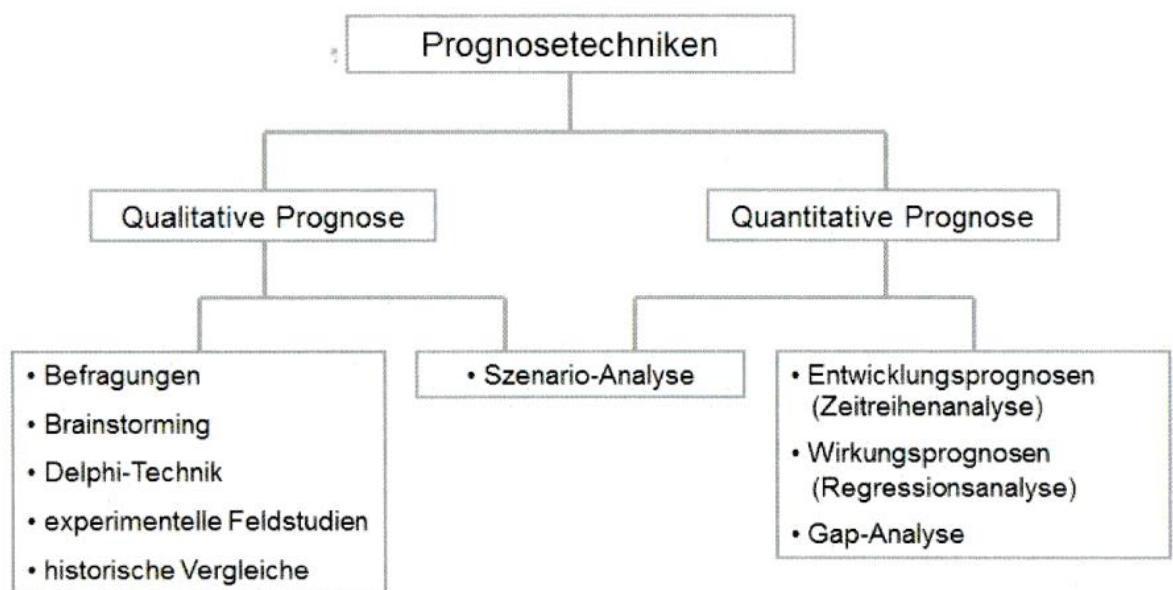 Prognosetechniken
Qualitative Prognose
Quantitative Prognose
• Befragungen
• Brainstorming
• Delphi-Technik
• experimentelle Feldstudien
• historische Vergleiche
• Szenario-Analyse
• Entwicklungsprognosen
(Zeitreihenanalyse)
• Wirkungsprognosen
(Regressionsanalyse)
• Gap-Analyse